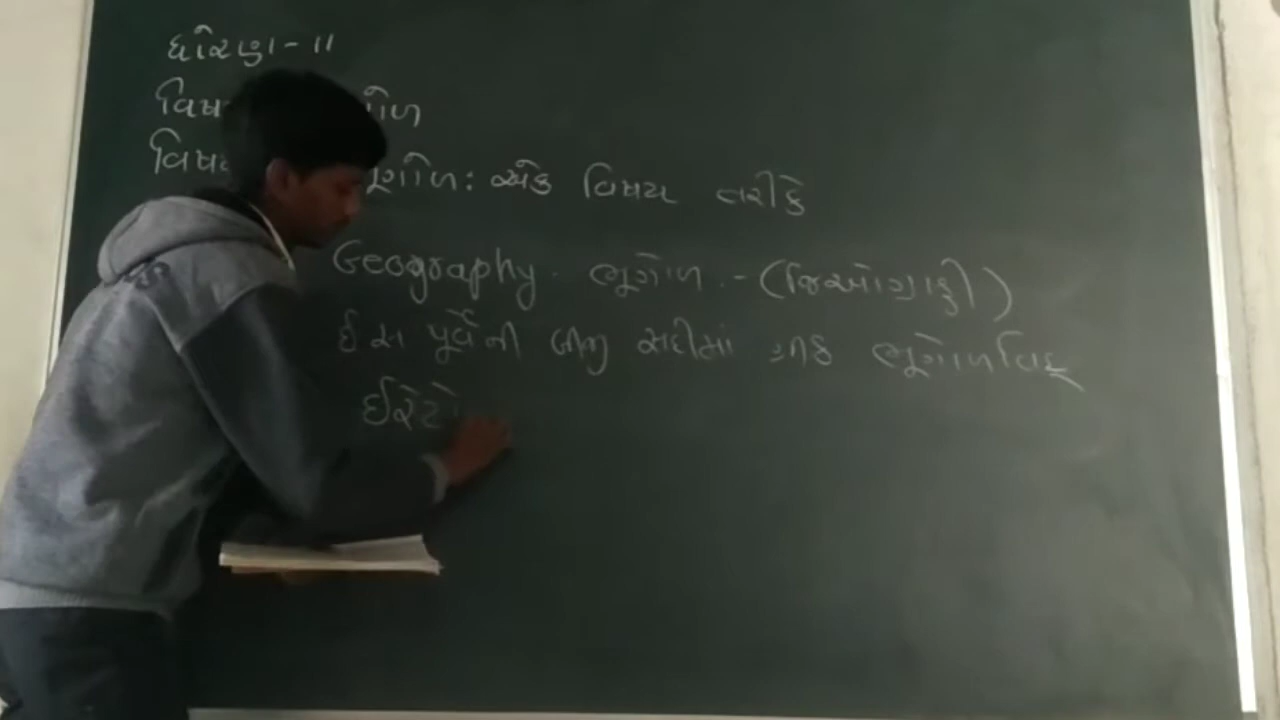 ધોરણ - 11
વિષ ગોળ
વિષ ભૂગોળ : એક વિષય તરીકે
Geography. ભૂગોળ. - (જિઓગ્રાફી)
ઈ સ પૂર્વેની બીજી સદીમાં ગ્રીક ભૂગોળવિદ્
ઈરેટો